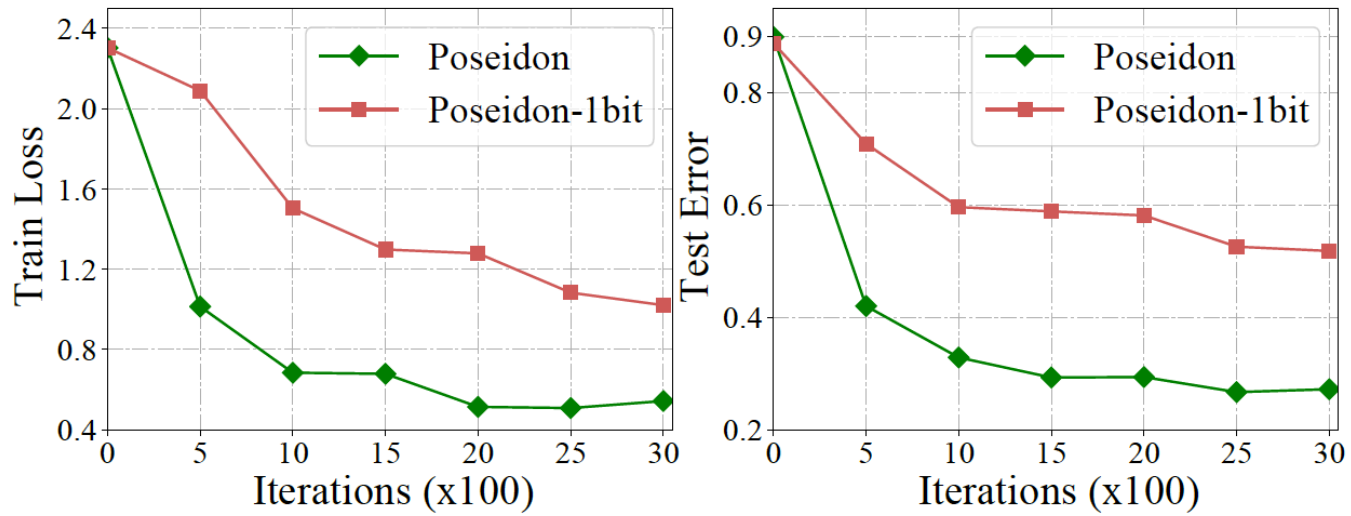 2.4
2.0
1.6
1.2
0.8
0.4
Train Loss
Poseidon
Poseidon-1bit
0 5 10 15 20 25 30
Iterations (x100)
0.9
0.8
0.6
0.4
0.2
Test Error
Poseidon
Poseidon-1bit
0 5 10 15 20 25 30
Iterations (x100)